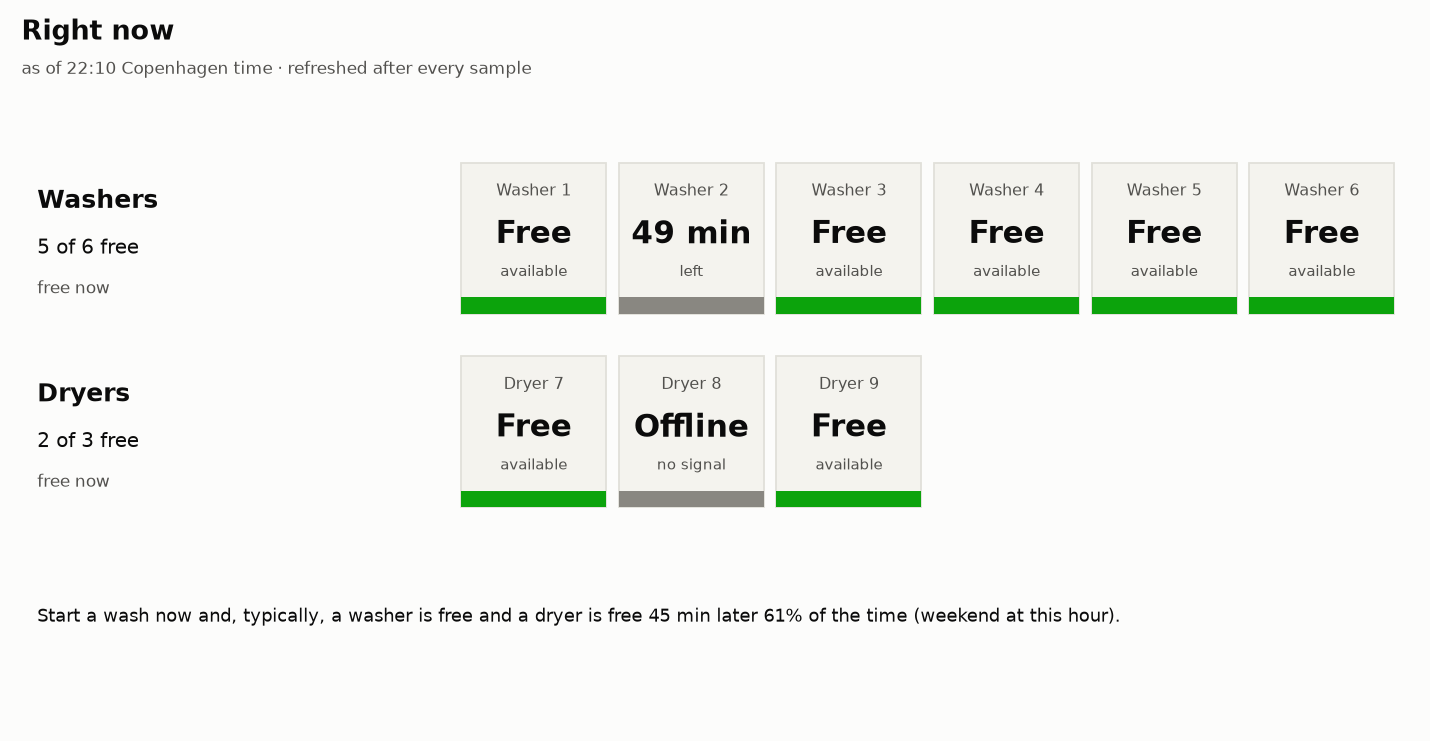 Right now
as of 22:10 Copenhagen time · refreshed after every sample
Washers
5 of 6 free
free now
Washer 1
Free
available
Washer 2
49 min
left
Washer 3
Free
available
Washer 4
Free
available
Washer 5
Free
available
Washer 6
Free
available
Dryers
2 of 3 free
free now
Dryer 7
Free
available
Dryer 8
Offline
no signal
Dryer 9
Free
available
Start a wash now and, typically, a washer is free and a dryer is free 45 min later 61% of the time (weekend at this hour).